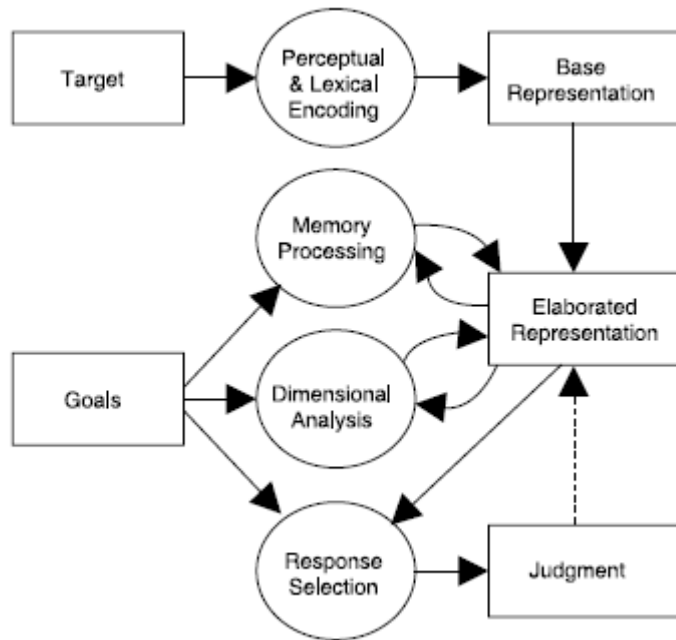 Target
Perceptual
& Lexical
Encoding
Base
Representation
Memory
Processing
Elaborated
Representation
Goals
Dimensional
Analysis
Response
Selection
Judgment